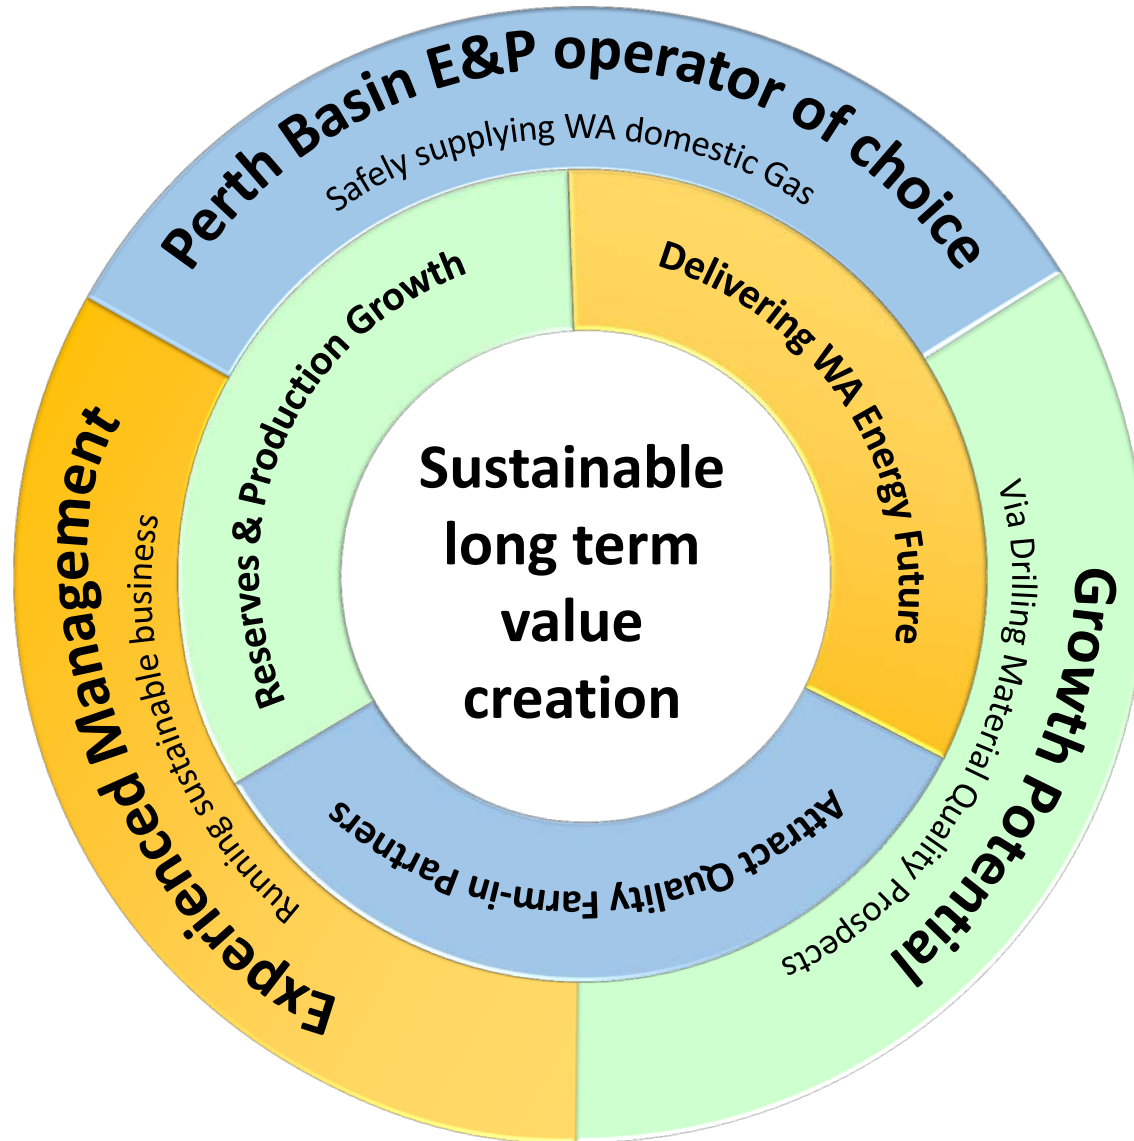 Perth Basin E&P operator of choice
Safely supplying WA domestic Gas
Growth Potential
Via Drilling Material Quality Prospects
Experienced Management
Running sustainable business
Reserves & Production Growth
Delivering WA Energy Future
Attract Quality Farm-in Partners
Sustainable
long term
value
creation